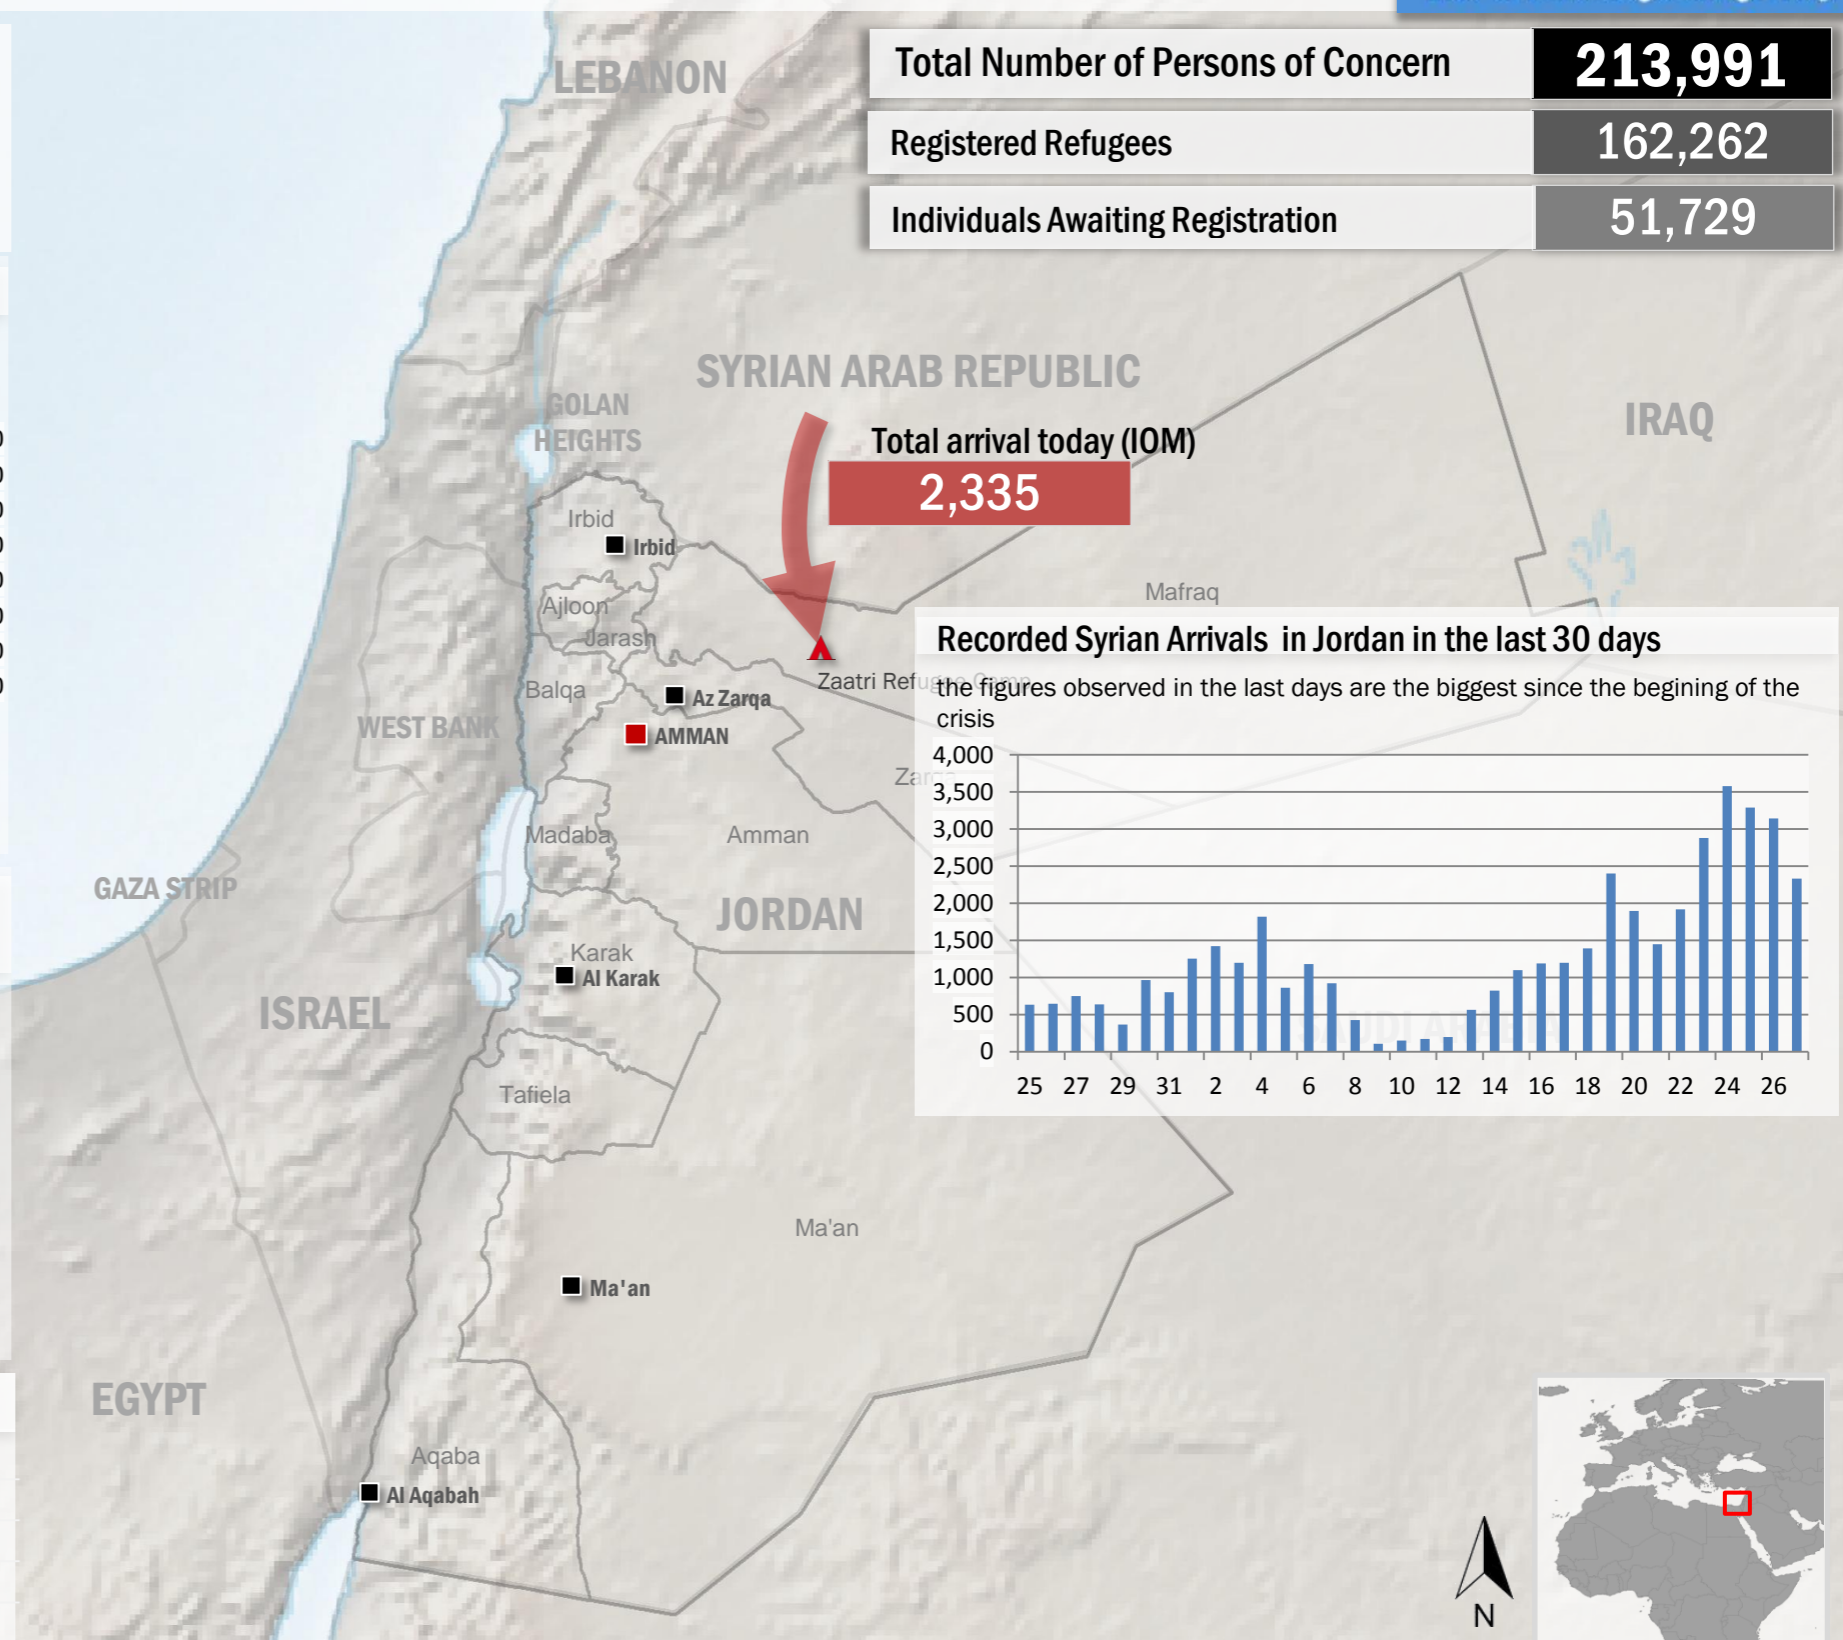 Total Number of Persons of Concern 213,991
Registered Refugees 162,262
Individuals Awaiting Registration 51,729
LEBANON
SYRIAN ARAB REPUBLIC
IRAQ
GOLAN
HEIGHTS
Total arrival today (IOM)
2,335
Irbid
Irbid
Mafraq
Ajloon
Jarash
Zaatri Refugee Camp
Balqa
Az Zarqa
WEST BANK
AMMAN
Zarqa
Madaba
Amman
GAZA STRIP
JORDAN
Karak
Al Karak
ISRAEL
Tafiela
Ma'an
Ma'an
EGYPT
Aqaba
Al Aqabah
Recorded Syrian Arrivals in Jordan in the last 30 days
the figures observed in the last days are the biggest since the begining of the
crisis
4,000
3,500
3,000
2,500
2,000
1,500
1,000
500
0
25 27 29 31 2 4 6 8 10 12 14 16 18 20 22 24 26
SAUDI ARABIA
N